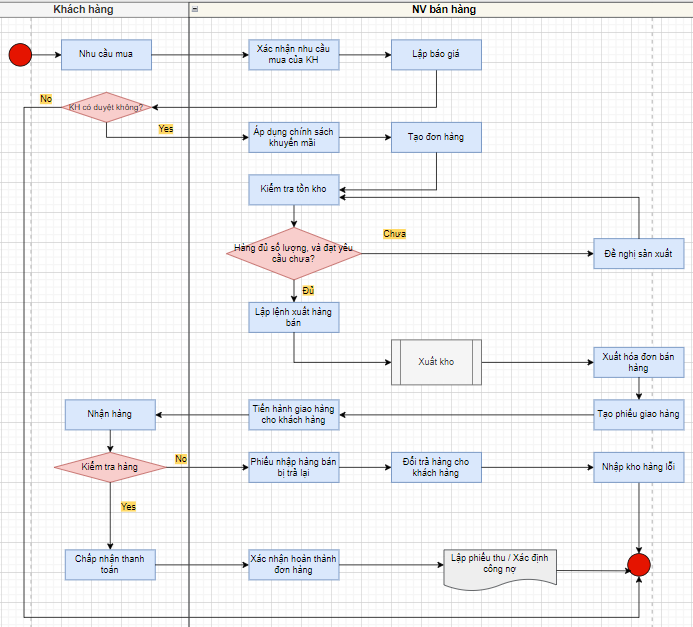 Khách hàng
NV bán hàng
Nhu cầu mua
Xác nhận nhu cầu
mua của KH
Lập báo giá
No
KH có duyệt không?
Yes
Áp dụng chính sách
khuyến mãi
Tạo đơn hàng
Kiểm tra tồn kho
Chưa
Hàng đủ số lượng, và đạt yêu
cầu chưa?
Đề nghị sản xuất
Đủ
Lập lệnh xuất hàng
bán
Xuất kho
Xuất hóa đơn bán
hàng
Nhận hàng
Tiến hành giao hàng
cho khách hàng
Tạo phiếu giao hàng
Kiểm tra hàng
No
Phiếu nhập hàng bán
bị trả lại
Đổi trả hàng cho
khách hàng
Nhập kho hàng lỗi
Yes
Chấp nhận thanh
toán
Xác nhận hoàn thành
đơn hàng
Lập phiếu thu / Xác định
công nợ